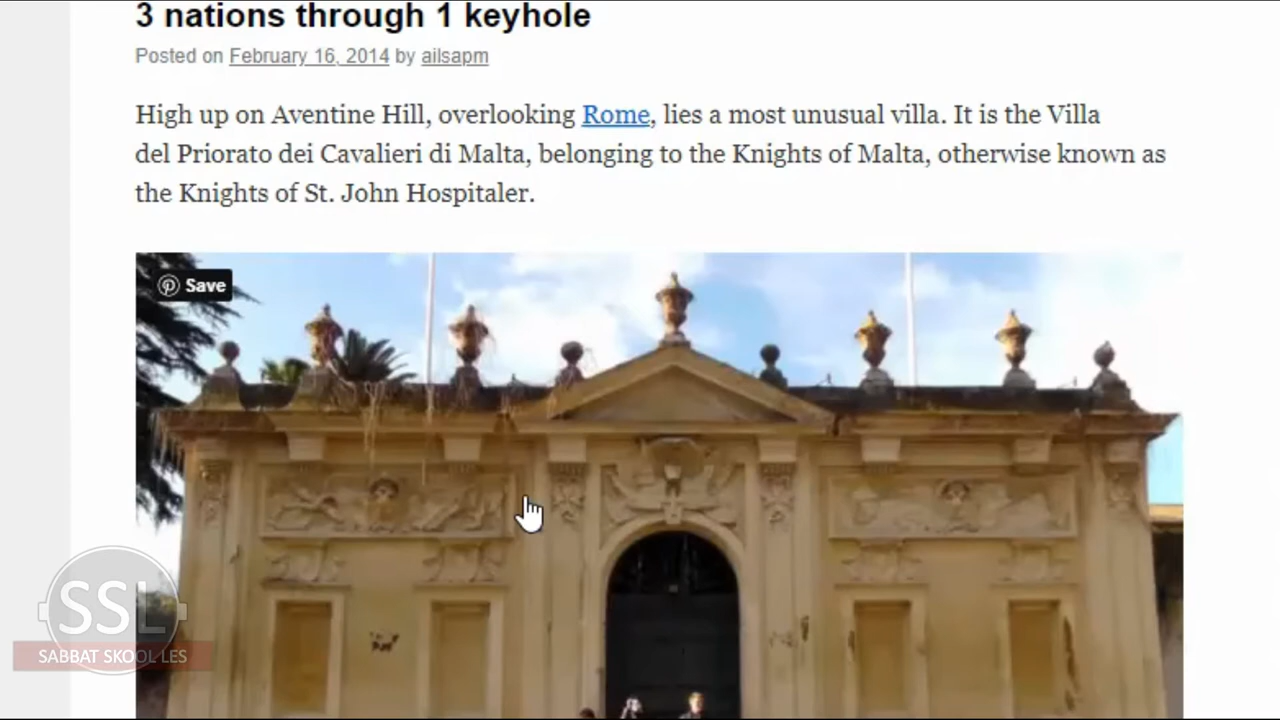 3 nations through 1 keyhole
Posted on February 16, 2014 by ailsapm
High up on Aventine Hill, overlooking Rome, lies a most unusual villa. It is the Villa
del Priorato dei Cavalieri di Malta, belonging to the Knights of Malta, otherwise known as
the Knights of St. John Hospitaler.
Save
SSL
SABBAT SKOOL LES